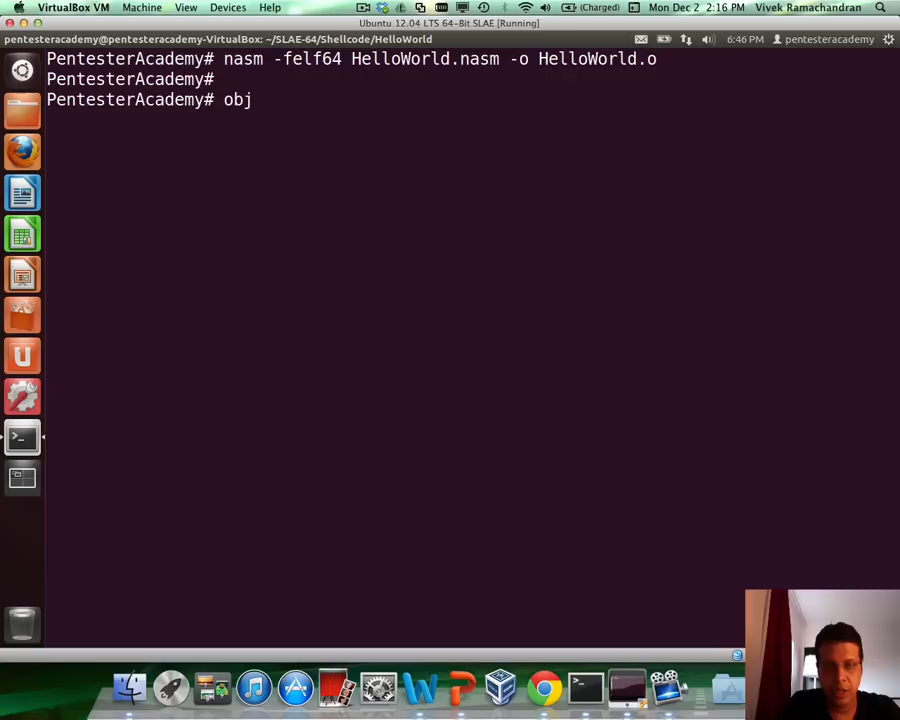 VirtualBox VM Machine View Devices Help (Charged) Mon Dec 2 2:16 PM Vivek Ramachandran
Ubuntu 12.04 LTS 64-Bit SLAE [Running]
pentesteracademy@pentesteracademy-VirtualBox: ~/SLAE-64/Shellcode/HelloWorld 6:46 PM pentesteracademy
PentesterAcademy# nasm -felf64 HelloWorld.nasm -o HelloWorld.o
PentesterAcademy#
PentesterAcademy# obj